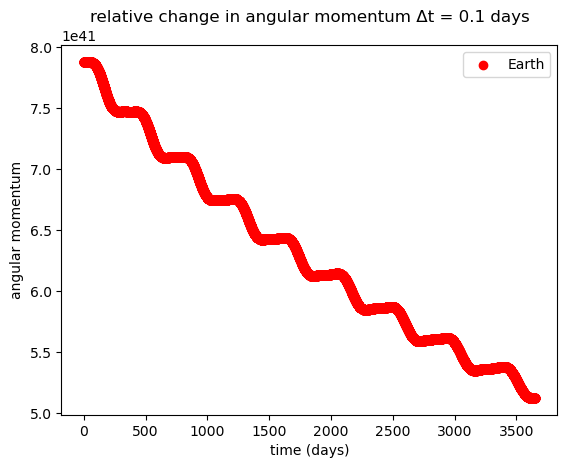 relative change in angular momentum Δt = 0.1 days
1e41
8.0
7.5
7.0
6.5
6.0
5.5
5.0
angular momentum
Earth
0 500 1000 1500 2000 2500 3000 3500
time (days)